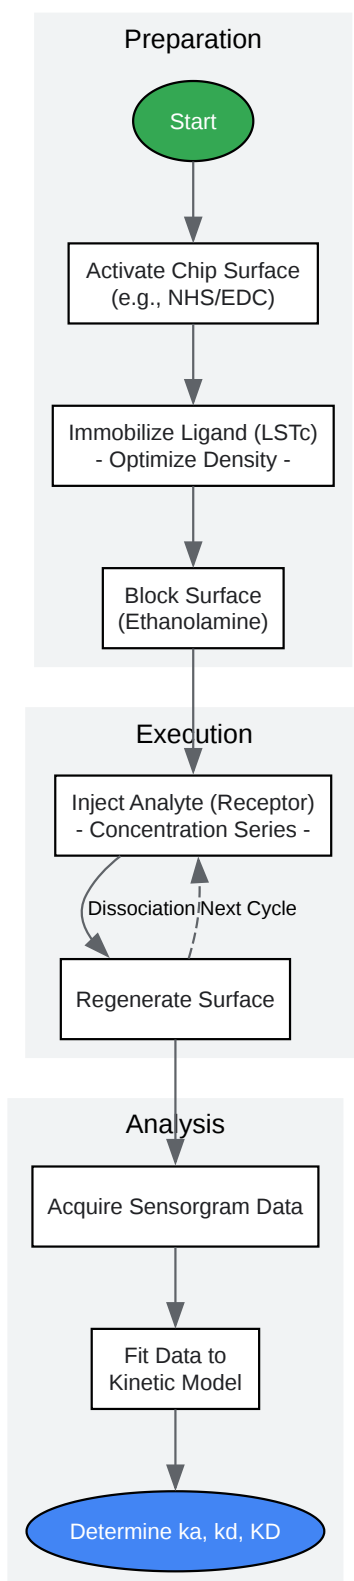 Preparation
Start
Activate Chip Surface
(e.g., NHS/EDC)
Immobilize Ligand (LSTc)
- Optimize Density -
Block Surface
(Ethanolamine)
Execution
Inject Analyte (Receptor)
- Concentration Series -
Dissociation
Next Cycle
Regenerate Surface
Analysis
Acquire Sensorgram Data
Fit Data to
Kinetic Model
Determine ka, kd, KD